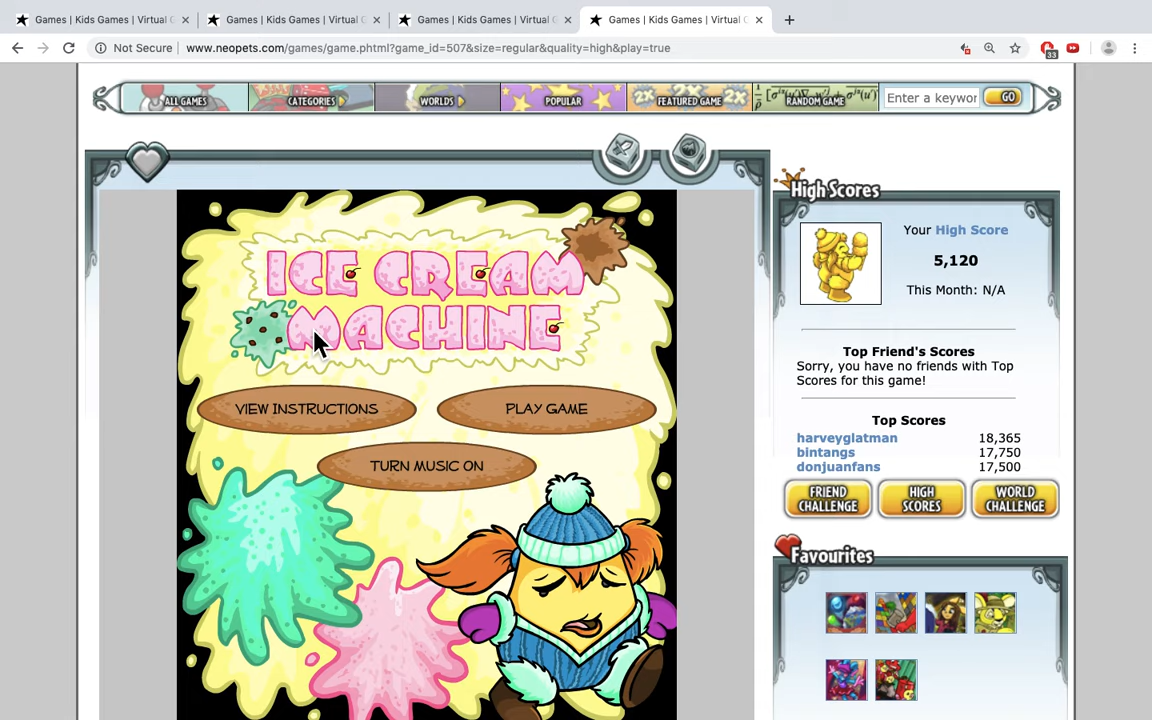 Games | Kids Games | Virtual G
Games | Kids Games | Virtual G
Games | Kids Games | Virtual G
Games | Kids Games | Virtual G
Not Secure
www.neopets.com/games/game.phtml?game_id=507&size=regular&quality=high&play=true
33
ALL GAMES
CATEGORIES
WORLDS
POPULAR
FEATURED GAME
RANDOM GAME
Enter a keywor
GO
ICE CREAM
MACHINE
VIEW INSTRUCTIONS
PLAY GAME
TURN MUSIC ON
High Scores
Your High Score
5,120
This Month: N/A
Top Friend's Scores
Sorry, you have no friends with Top
Scores for this game!
Top Scores
harveyglatman 18,365
bintangs 17,750
donjuanfans 17,500
FRIEND CHALLENGE
HIGH SCORES
WORLD CHALLENGE
Favourites